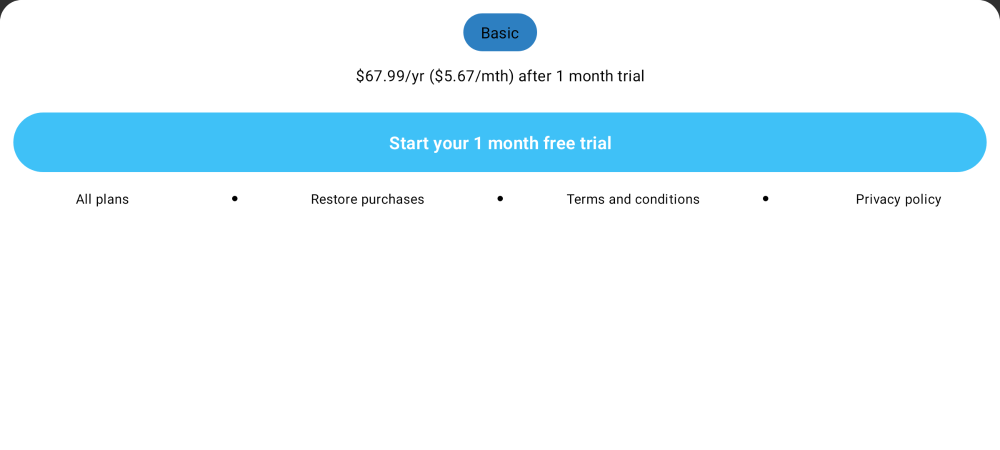 Basic
$67.99/yr ($5.67/mth) after 1 month trial
Start your 1 month free trial
All plans • Restore purchases • Terms and conditions • Privacy policy